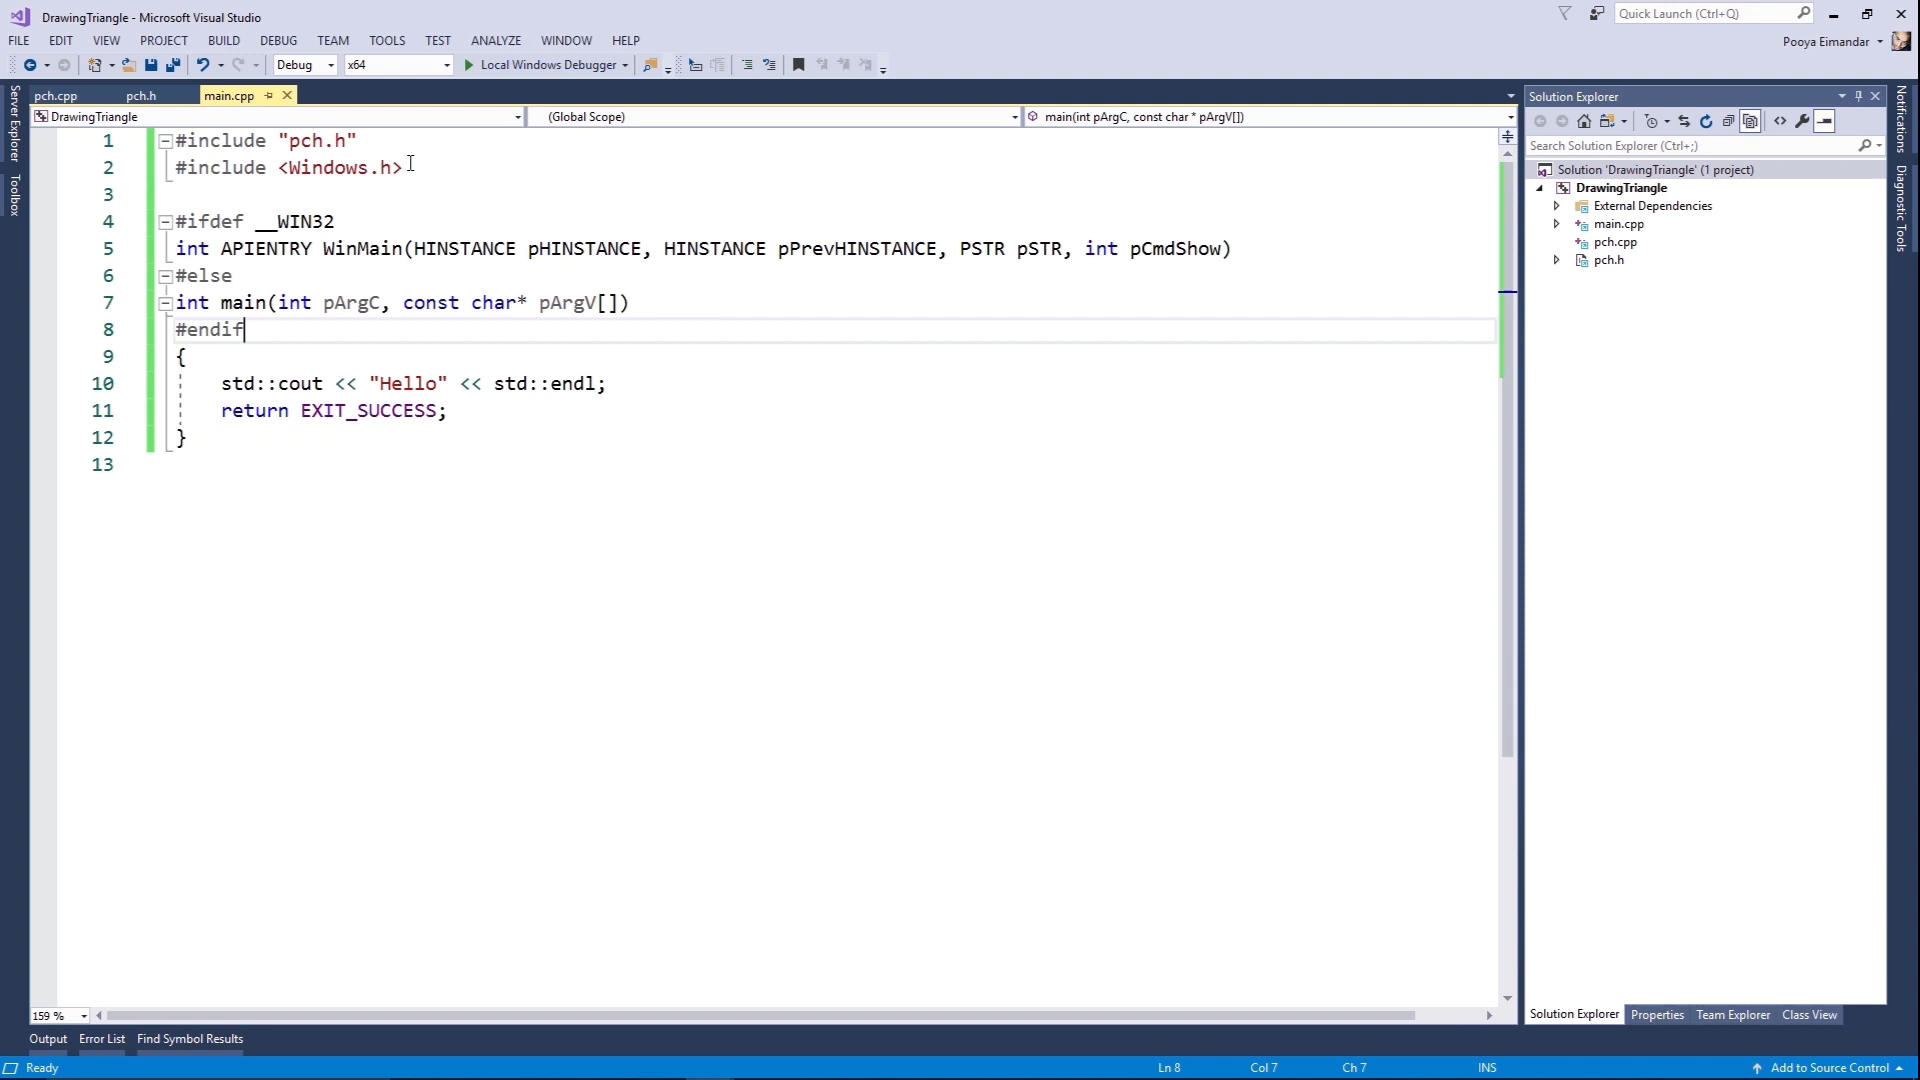 DrawingTriangle - Microsoft Visual Studio
Quick Launch (Ctrl+Q)
FILE EDIT VIEW PROJECT BUILD DEBUG TEAM TOOLS TEST ANALYZE WINDOW HELP
Pooya Eimandar
Debug x64 Local Windows Debugger
pch.cpp pch.h main.cpp
DrawingTriangle (Global Scope) main(int pArgC, const char * pArgV[])
1 #include "pch.h"
2 #include <Windows.h>
3
4 #ifdef __WIN32
5 int APIENTRY WinMain(HINSTANCE pHINSTANCE, HINSTANCE pPrevHINSTANCE, PSTR pSTR, int pCmdShow)
6 #else
7 int main(int pArgC, const char* pArgV[])
8 #endif
9 {
10 std::cout << "Hello" << std::endl;
11 return EXIT_SUCCESS;
12 }
13
159 %
Server Explorer
Toolbox
Solution Explorer
Search Solution Explorer (Ctrl+;)
Solution 'DrawingTriangle' (1 project)
DrawingTriangle
External Dependencies
main.cpp
pch.cpp
pch.h
Solution Explorer Properties Team Explorer Class View
Notifications
Diagnostic Tools
Output Error List Find Symbol Results
Ready Ln 8 Col 7 Ch 7 INS Add to Source Control